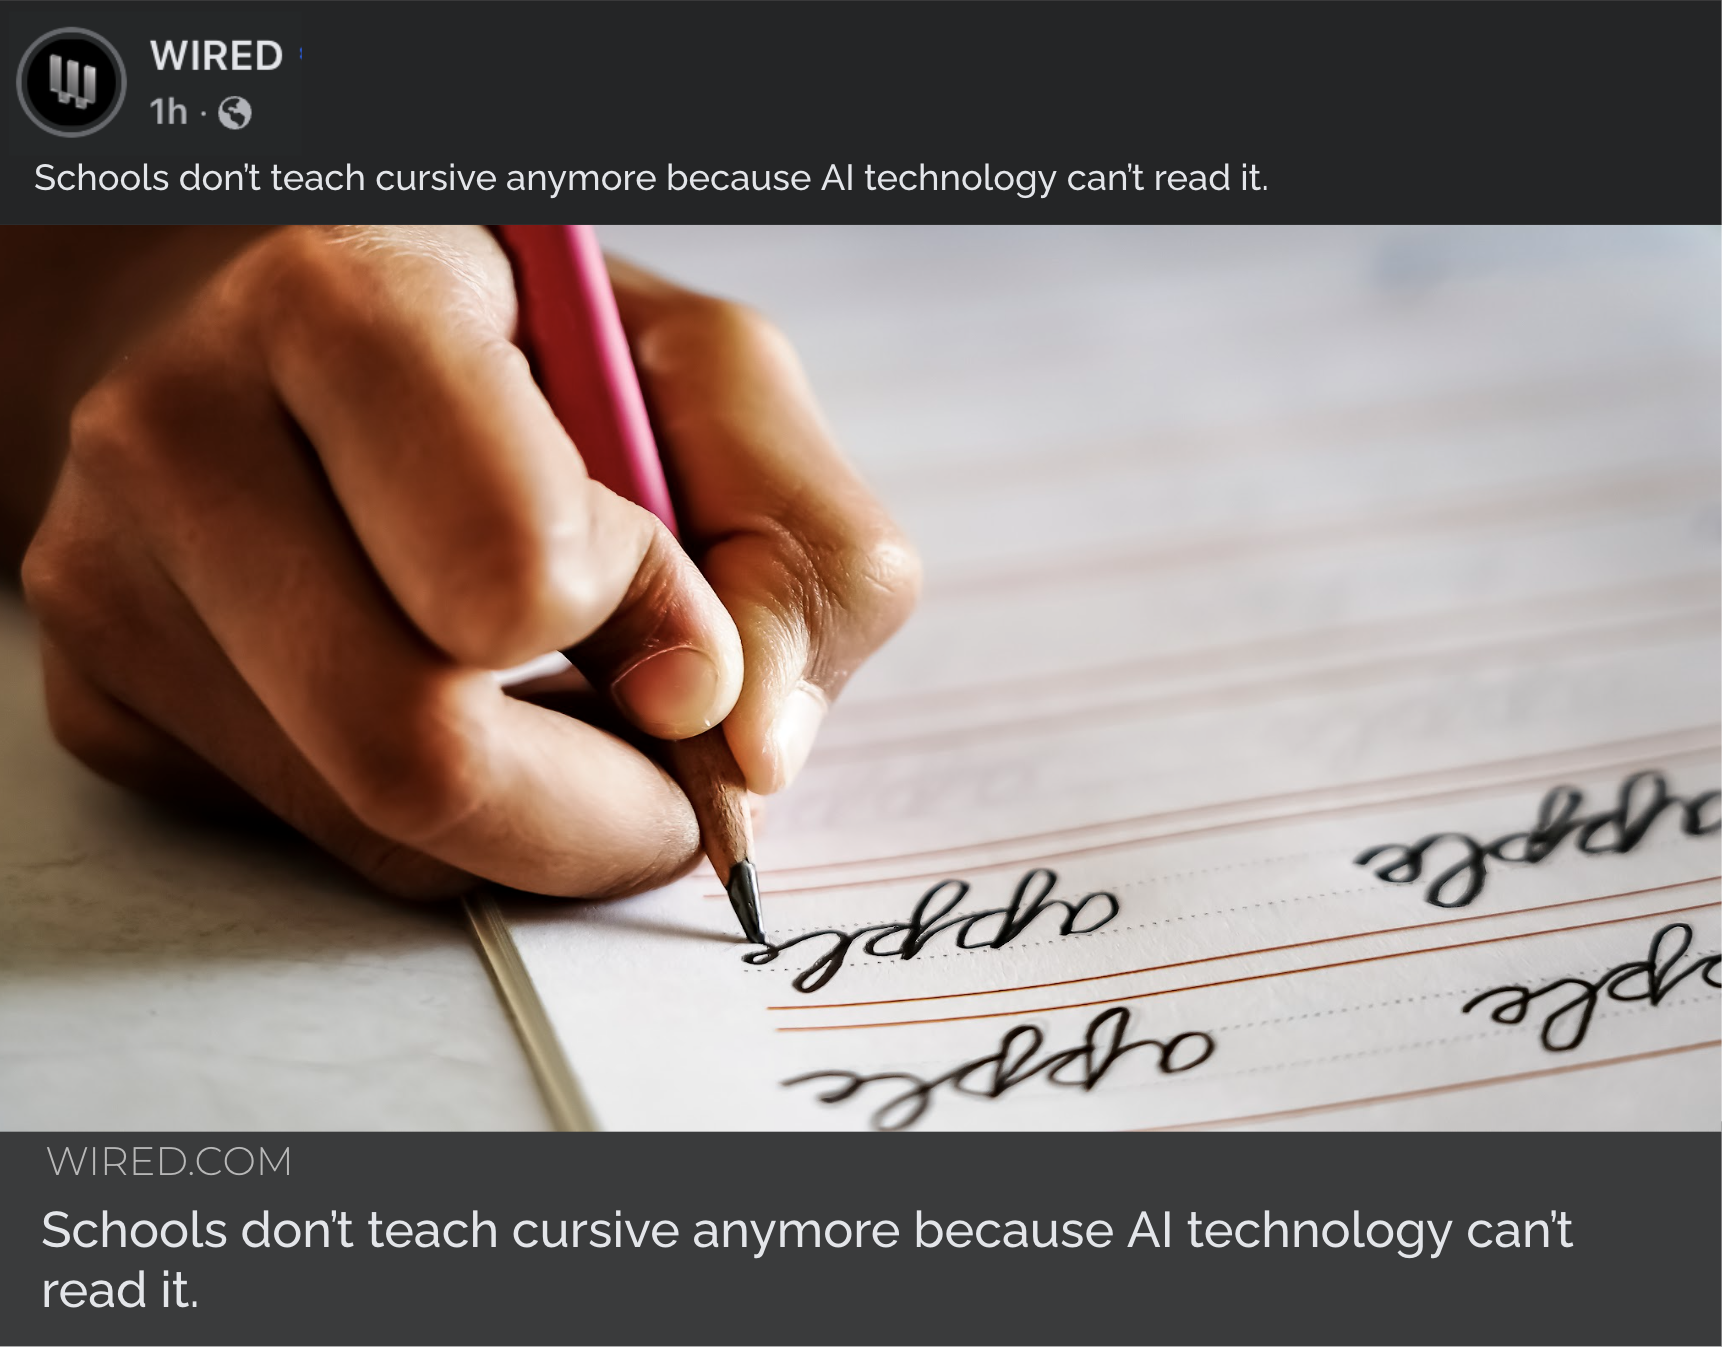 WIRED
1h ·
Schools don't teach cursive anymore because AI technology can't read it.
apple
apple
apple
WIRED.COM
Schools don't teach cursive anymore because AI technology can't
read it.